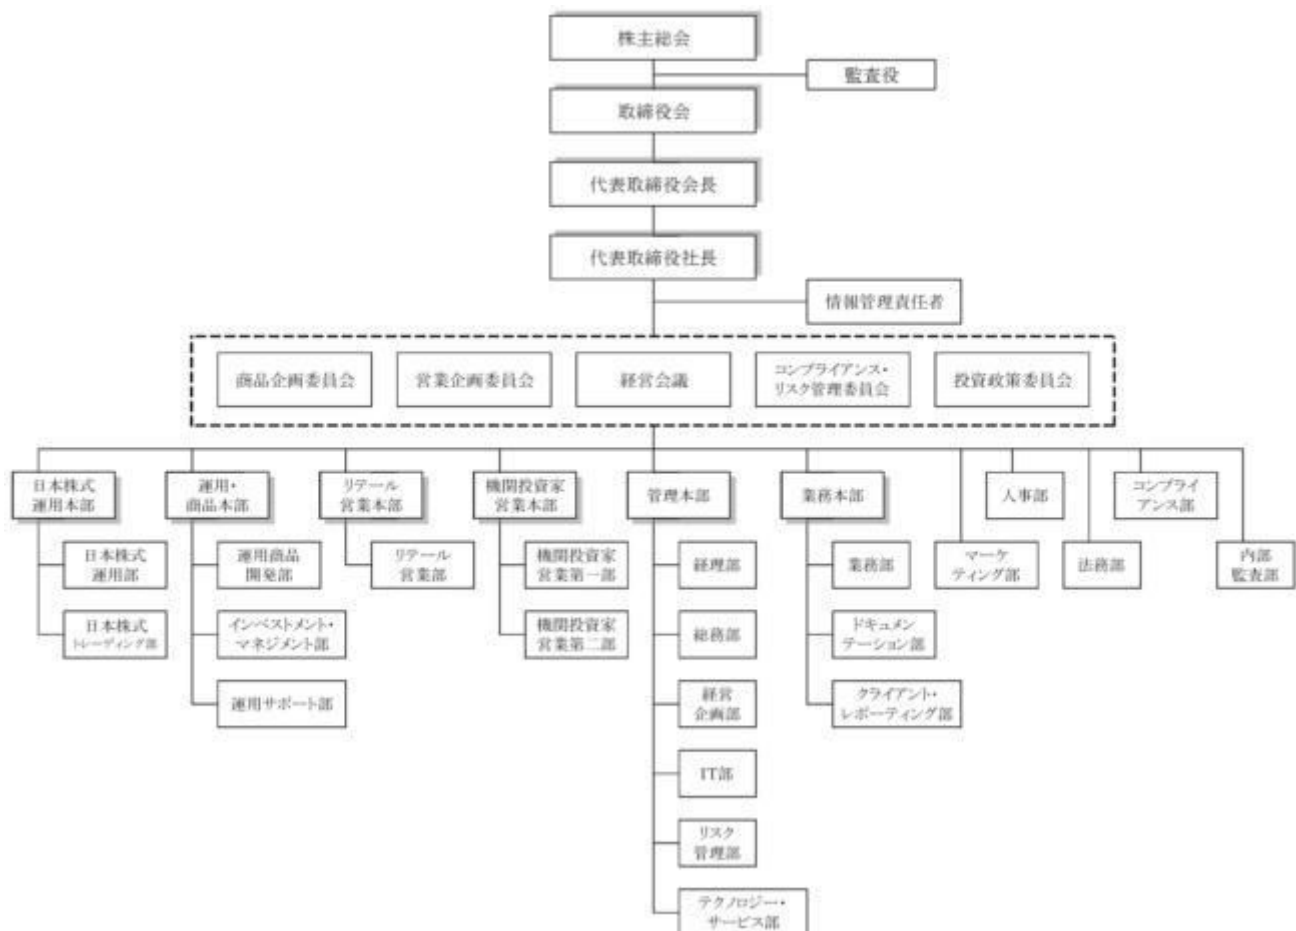 株主総会
監査役
取締役会
代表取締役会長
代表取締役社長
情報管理責任者
商品企画委員会
営業企画委員会
経営会議
コンプライアンス・
リスク管理委員会
投資政策委員会
日本株式
運用本部
運用・
商品本部
リテール
営業本部
機関投資家
営業本部
管理本部
業務本部
人事部
コンプライ
アンス部
日本株式
運用部
運用商品
開発部
リテール
営業部
機関投資家
営業第一部
経理部
業務部
マーケ
ティング部
法務部
内部
監査部
日本株式
トレーディング部
インベストメント・
マネジメント部
機関投資家
営業第二部
総務部
ドキュメン
テーション部
運用サポート部
経営
企画部
クライアント・
レポーティング部
IT部
リスク
管理部
テクノロジー・
サービス部